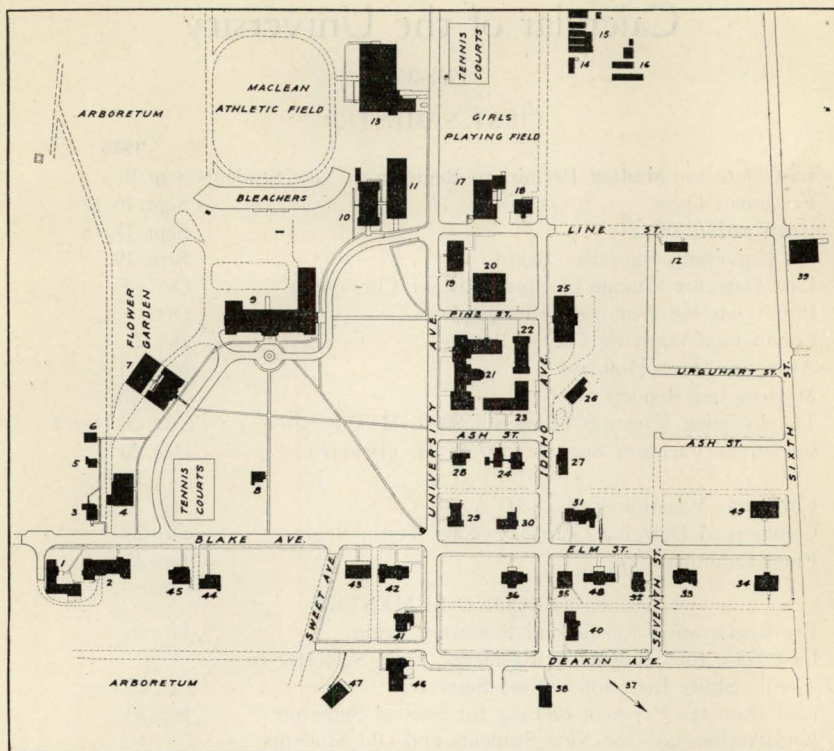 15
14
16
TENNIS
COURTS
MACLEAN
ATHLETIC FIELD
ARBORETUM
13
GIRLS
PLAYING FIELD
BLEACHERS
10
11
17
18
LINE ST.
12
39
19
20
25
FLOWER
GARDEN
9
PINE ST.
22
7
21
URQUHART ST.
23
26
UNIVERSITY AVE.
IDAHO AVE.
SIXTH ST.
6
5
ASH ST.
ASH ST.
28
24
27
TENNIS
COURTS
8
3
4
29
30
31
49
BLAKE AVE.
ELM ST.
1
2
45
44
SWEET AVE.
43
42
36
35
48
32
SEVENTH ST.
33
34
41
40
DEAKIN AVE.
ARBORETUM
47
46
38
37